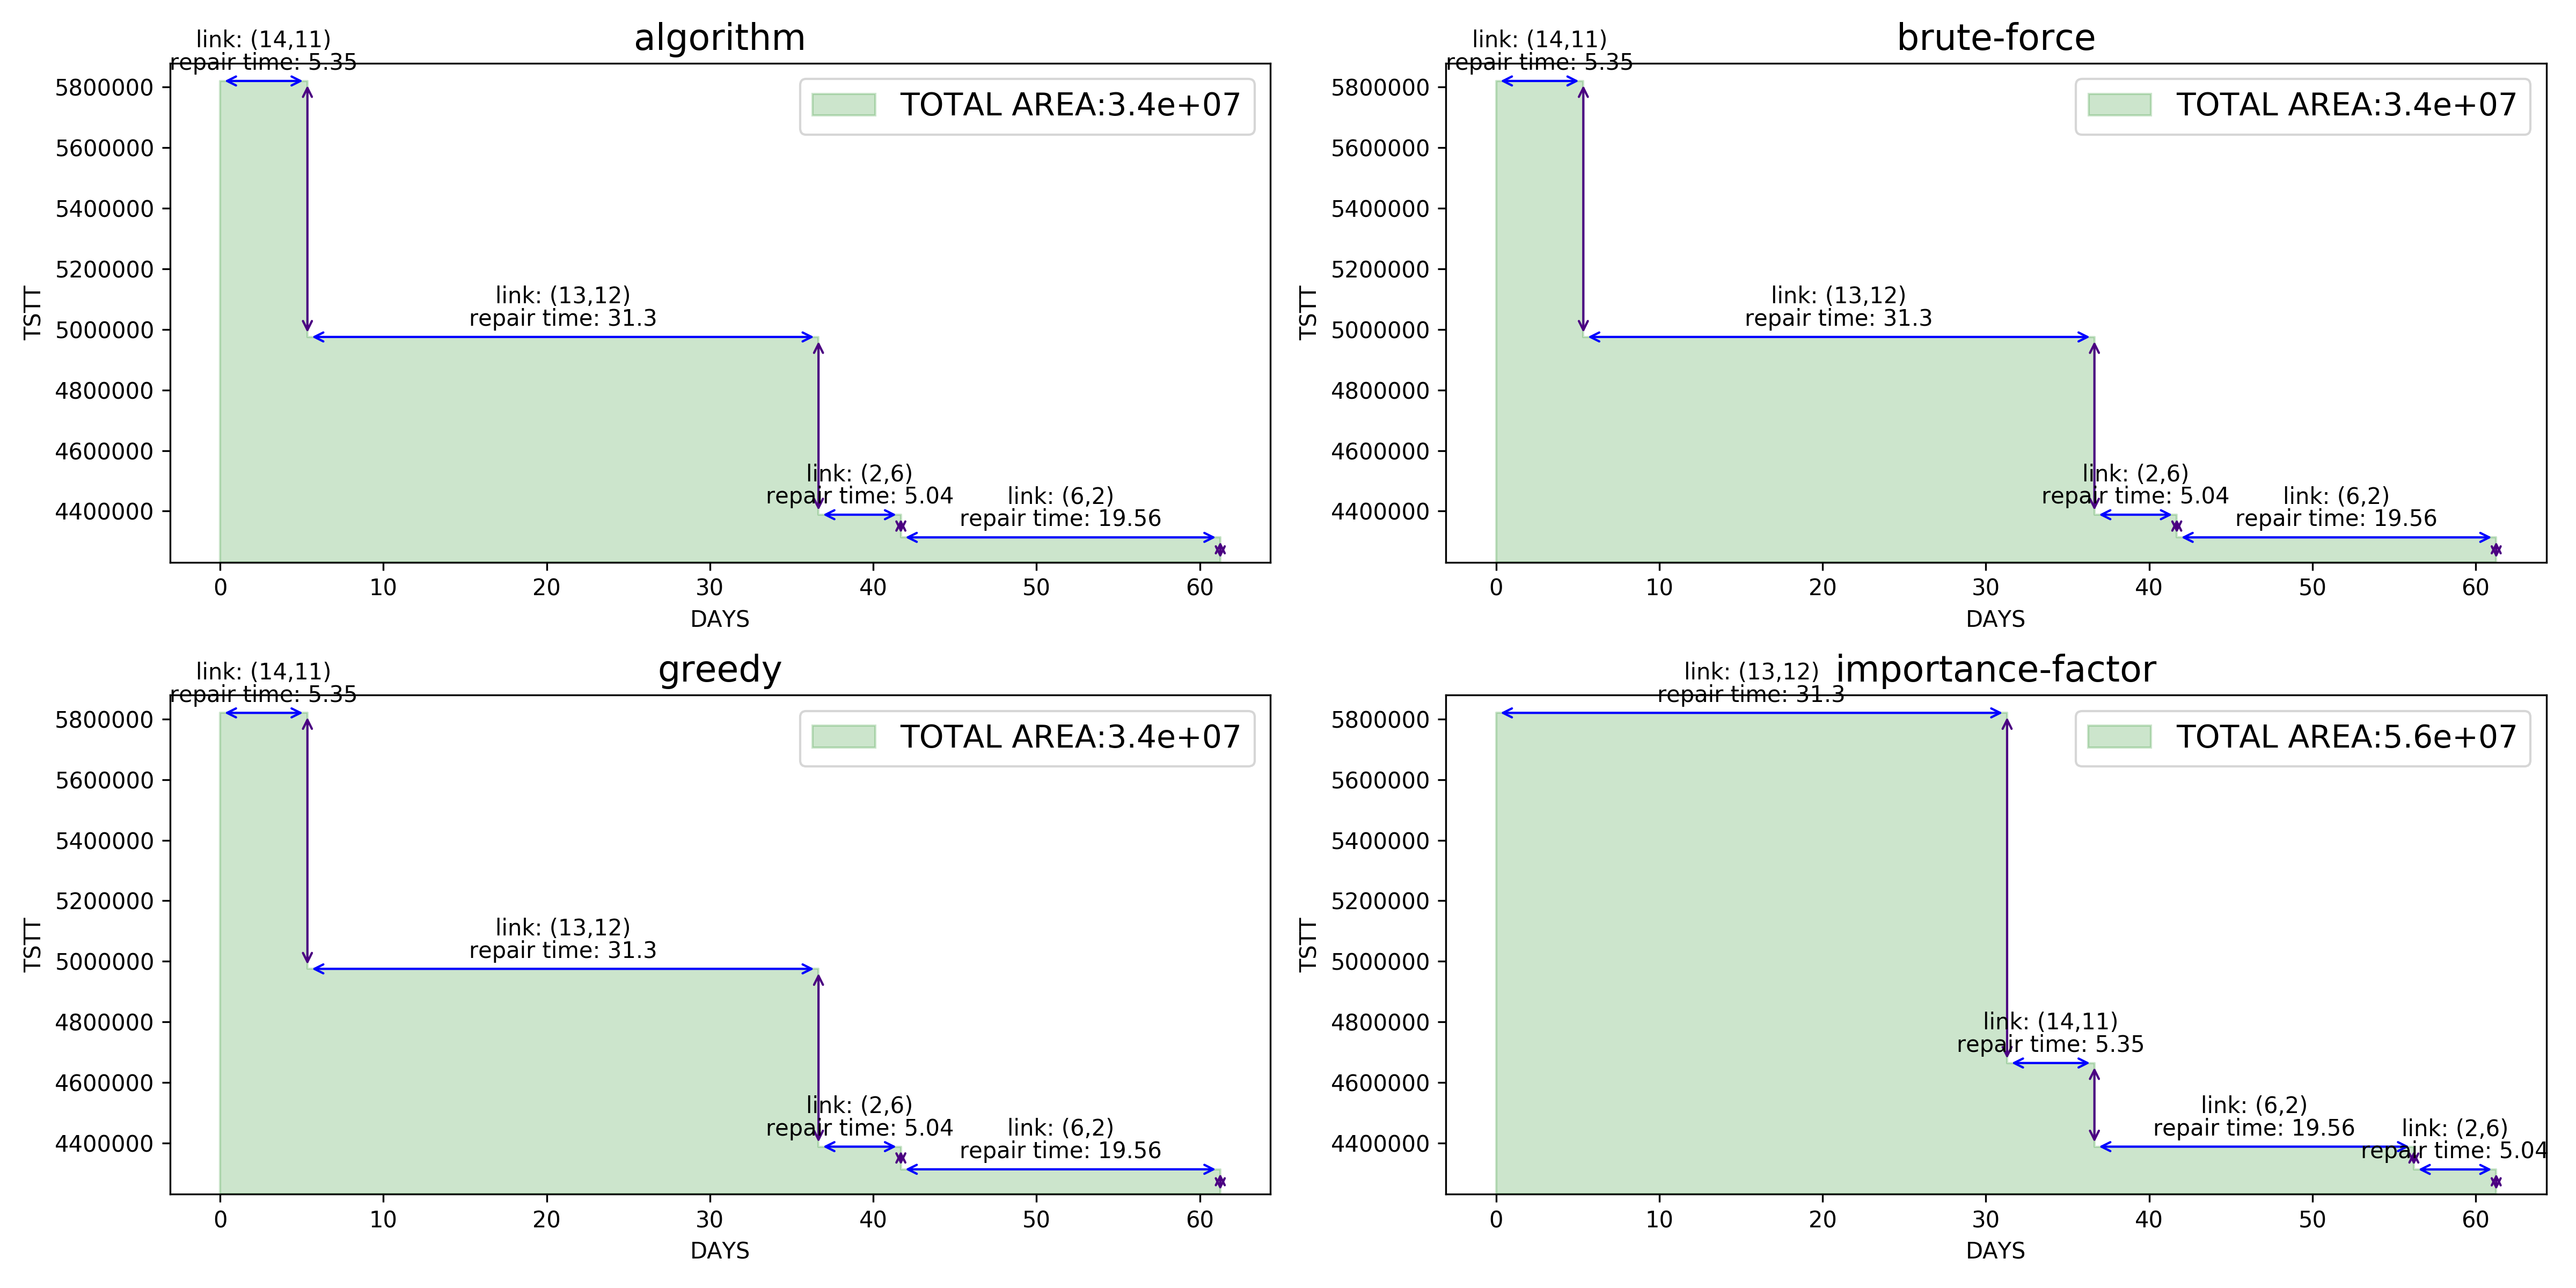 algorithm
link: (14,11)
repair time: 5.35
TOTAL AREA:3.4e+07
link: (13,12)
repair time: 31.3
link: (2,6)
repair time: 5.04
link: (6,2)
repair time: 19.56
TSTT
5800000
5600000
5400000
5200000
5000000
4800000
4600000
4400000
0 10 20 30 40 50 60
DAYS
brute-force
link: (14,11)
repair time: 5.35
TOTAL AREA:3.4e+07
link: (13,12)
repair time: 31.3
link: (2,6)
repair time: 5.04
link: (6,2)
repair time: 19.56
TSTT
5800000
5600000
5400000
5200000
5000000
4800000
4600000
4400000
0 10 20 30 40 50 60
DAYS
greedy
link: (14,11)
repair time: 5.35
TOTAL AREA:3.4e+07
link: (13,12)
repair time: 31.3
link: (2,6)
repair time: 5.04
link: (6,2)
repair time: 19.56
TSTT
5800000
5600000
5400000
5200000
5000000
4800000
4600000
4400000
0 10 20 30 40 50 60
DAYS
importance-factor
link: (13,12)
repair time: 31.3
TOTAL AREA:5.6e+07
link: (14,11)
repair time: 5.35
link: (6,2)
repair time: 19.56
link: (2,6)
repair time: 5.04
TSTT
5800000
5600000
5400000
5200000
5000000
4800000
4600000
4400000
0 10 20 30 40 50 60
DAYS